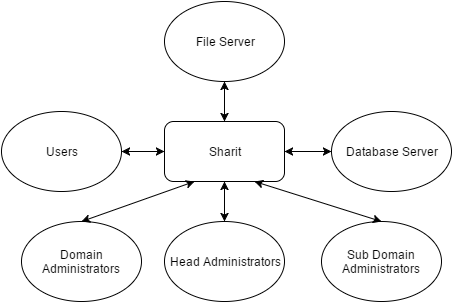 File Server
Users
Sharit
Database Server
Domain
Administrators
Head Administrators
Sub Domain
Administrators